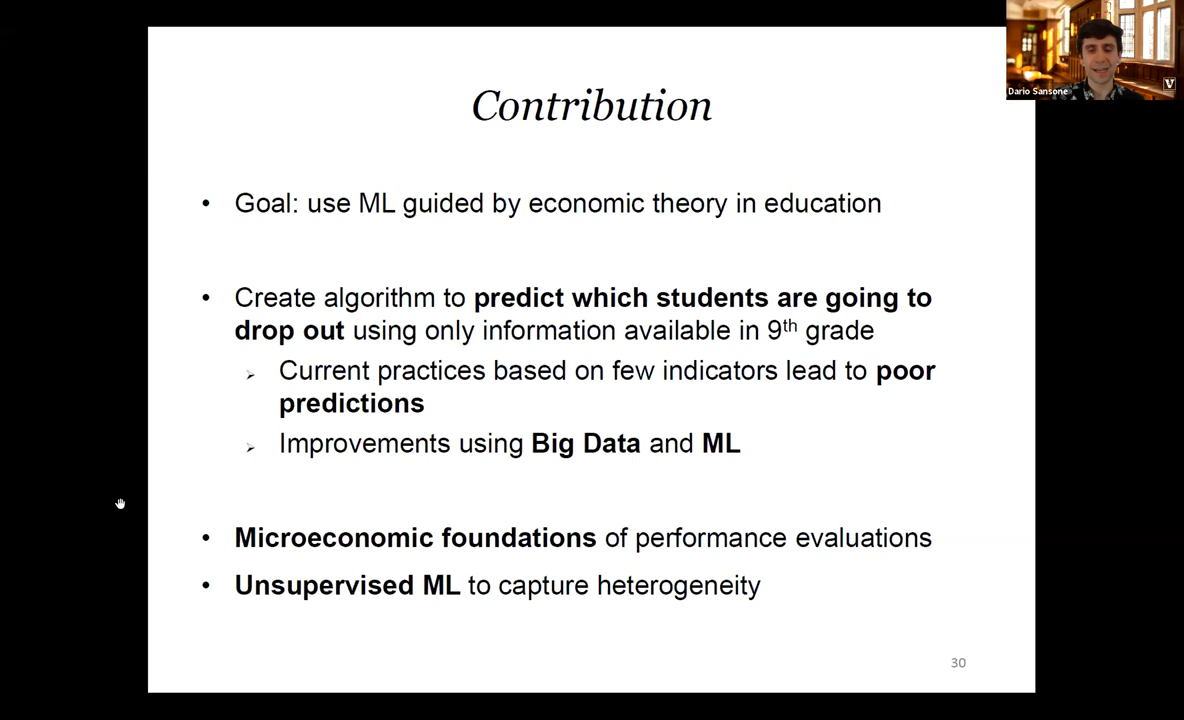 Contribution
• Goal: use ML guided by economic theory in education
• Create algorithm to predict which students are going to
drop out using only information available in 9th grade
➢ Current practices based on few indicators lead to poor
predictions
➢ Improvements using Big Data and ML
• Microeconomic foundations of performance evaluations
• Unsupervised ML to capture heterogeneity
30
Dario Sansone
V